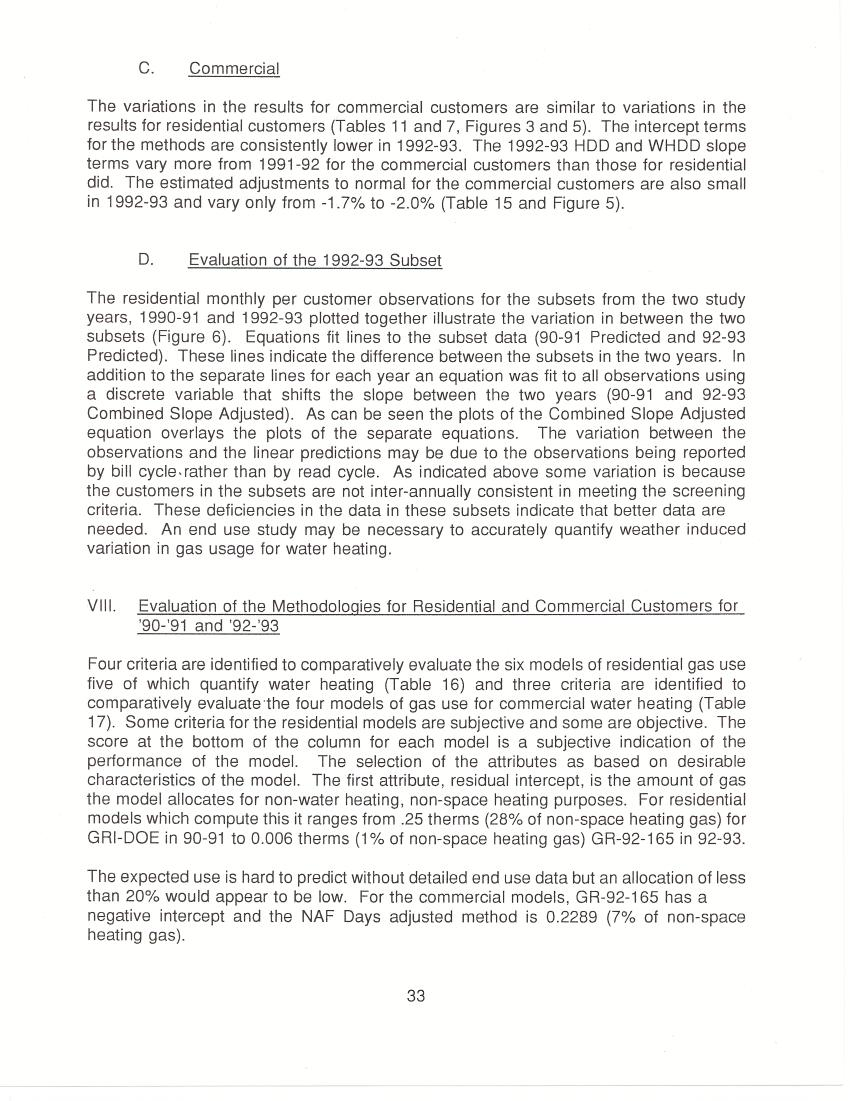 C. Commercial
The variations in the results for commercial customers are similar to variations in the
results for residential customers (Tables 11 and 7, Figures 3 and 5). The intercept terms
for the methods are consistently lower in 1992-93. The 1992-93 HDD and WHDD slope
terms vary more from 1991-92 for the commercial customers than those for residential
did. The estimated adjustments to normal for the commercial customers are also small
in 1992-93 and vary only from -1.7% to -2.0% (Table 15 and Figure 5).
D. Evaluation of the 1992-93 Subset
The residential monthly per customer observations for the subsets from the two study
years, 1990-91 and 1992-93 plotted together illustrate the variation in between the two
subsets (Figure 6). Equations fit lines to the subset data (90-91 Predicted and 92-93
Predicted). These lines indicate the difference between the subsets in the two years. In
addition to the separate lines for each year an equation was fit to all observations using
a discrete variable that shifts the slope between the two years (90-91 and 92-93
Combined Slope Adjusted). As can be seen the plots of the Combined Slope Adjusted
equation overlays the plots of the separate equations. The variation between the
observations and the linear predictions may be due to the observations being reported
by bill cycle rather than by read cycle. As indicated above some variation is because
the customers in the subsets are not inter-annually consistent in meeting the screening
criteria. These deficiencies in the data in these subsets indicate that better data are
needed. An end use study may be necessary to accurately quantify weather induced
variation in gas usage for water heating.
VIII. Evaluation of the Methodologies for Residential and Commercial Customers for
'90-'91 and '92-'93
Four criteria are identified to comparatively evaluate the six models of residential gas use
five of which quantify water heating (Table 16) and three criteria are identified to
comparatively evaluate the four models of gas use for commercial water heating (Table
17). Some criteria for the residential models are subjective and some are objective. The
score at the bottom of the column for each model is a subjective indication of the
performance of the model. The selection of the attributes as based on desirable
characteristics of the model. The first attribute, residual intercept, is the amount of gas
the model allocates for non-water heating, non-space heating purposes. For residential
models which compute this it ranges from .25 therms (28% of non-space heating gas) for
GRI-DOE in 90-91 to 0.006 therms (1% of non-space heating gas) GR-92-165 in 92-93.
The expected use is hard to predict without detailed end use data but an allocation of less
than 20% would appear to be low. For the commercial models, GR-92-165 has a
negative intercept and the NAF Days adjusted method is 0.2289 (7% of non-space
heating gas).
33